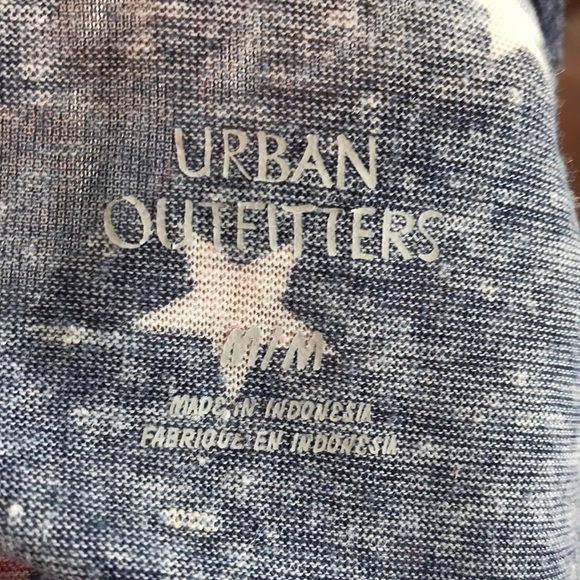 URBAN
OUTFITTERS
M/M
MADE IN INDONESIA
FABRIQUE EN INDONESIA